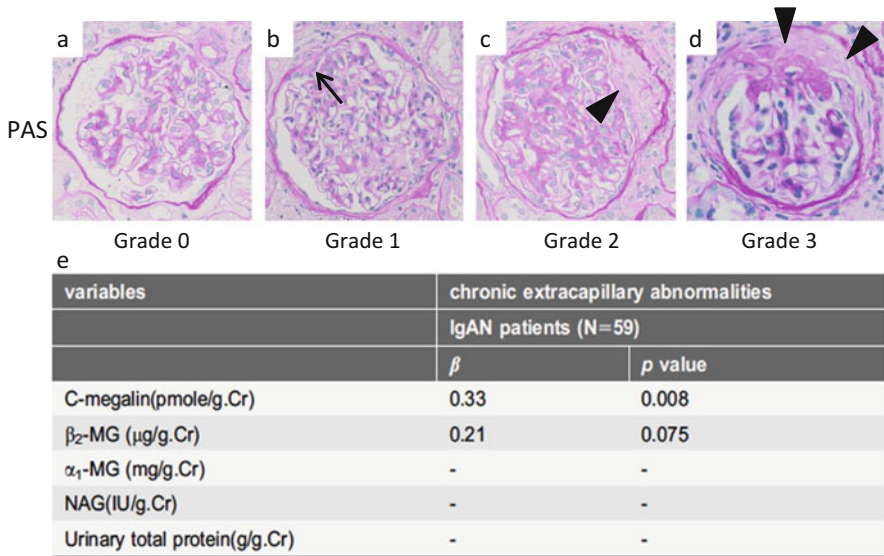 a b c d
PAS
Grade 0 Grade 1 Grade 2 Grade 3
e
variables chronic extracapillary abnormalities
IgAN patients (N=59)
β p value
C-megalin(pmole/g.Cr) 0.33 0.008
β₂-MG (μg/g.Cr) 0.21 0.075
α₁-MG (mg/g.Cr) - -
NAG(IU/g.Cr) - -
Urinary total protein(g/g.Cr) - -